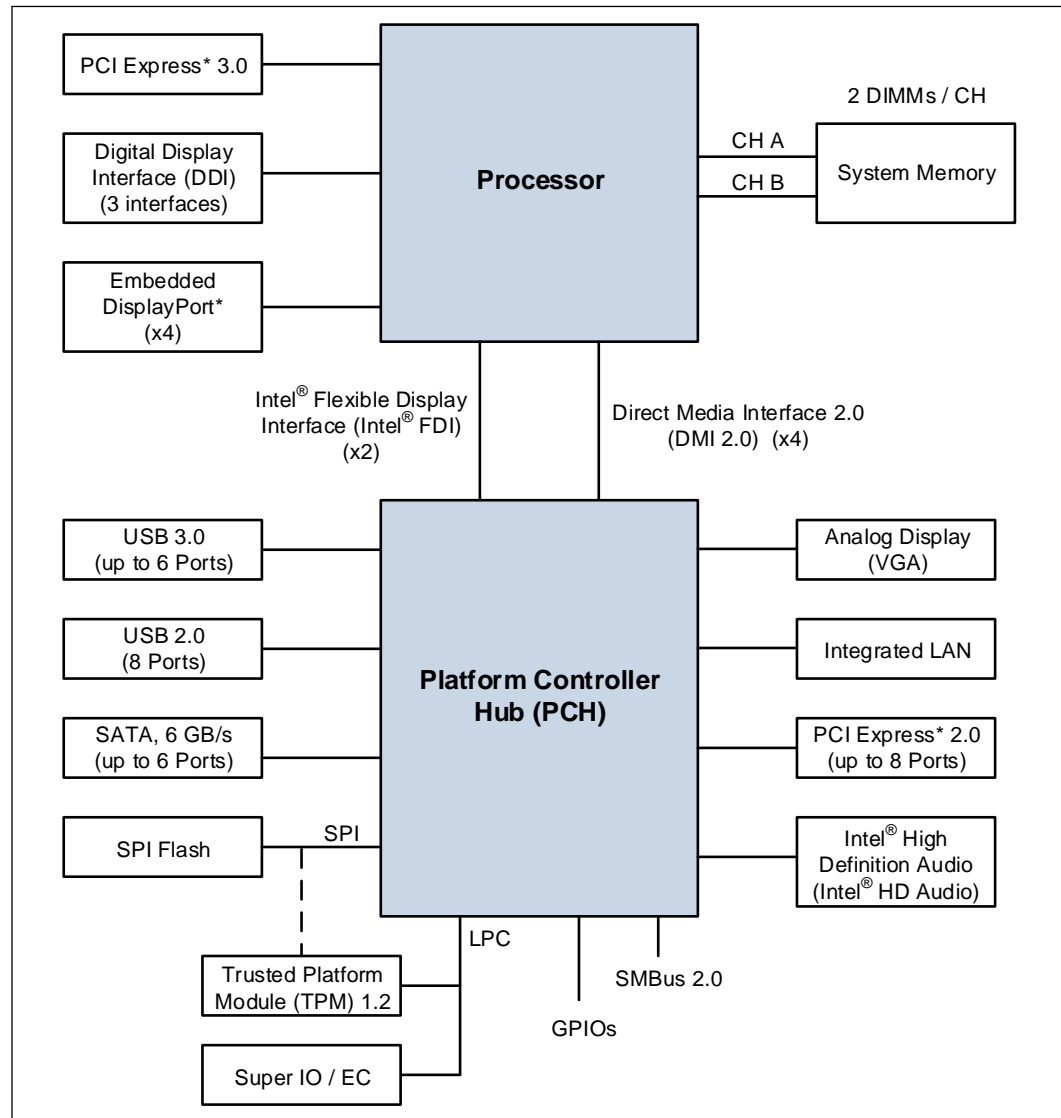 PCI Express* 3.0
Digital Display
Interface (DDI)
(3 interfaces)
Embedded
DisplayPort*
(x4)
Processor
2 DIMMs / CH
CH A
CH B
System Memory
Intel® Flexible Display
Interface (Intel® FDI)
(x2)
Direct Media Interface 2.0
(DMI 2.0) (x4)
USB 3.0
(up to 6 Ports)
USB 2.0
(8 Ports)
SATA, 6 GB/s
(up to 6 Ports)
SPI Flash
SPI
Platform Controller
Hub (PCH)
Analog Display
(VGA)
Integrated LAN
PCI Express* 2.0
(up to 8 Ports)
Intel® High
Definition Audio
(Intel® HD Audio)
LPC
Trusted Platform
Module (TPM) 1.2
Super IO / EC
SMBus 2.0
GPIOs